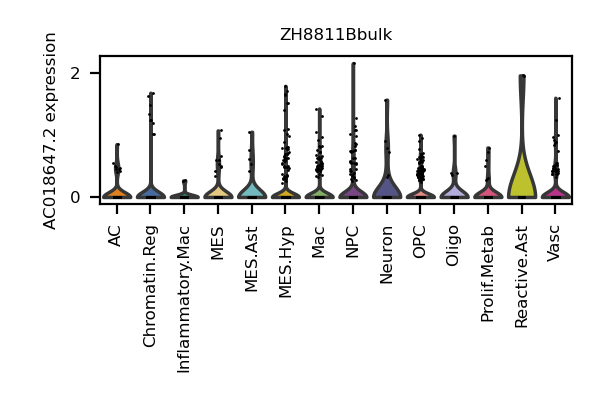 ZH8811Bbulk
AC018647.2 expression
2
0
AC
Chromatin.Reg
Inflammatory.Mac
MES
MES.Ast
MES.Hyp
Mac
NPC
Neuron
OPC
Oligo
Prolif.Metab
Reactive.Ast
Vasc